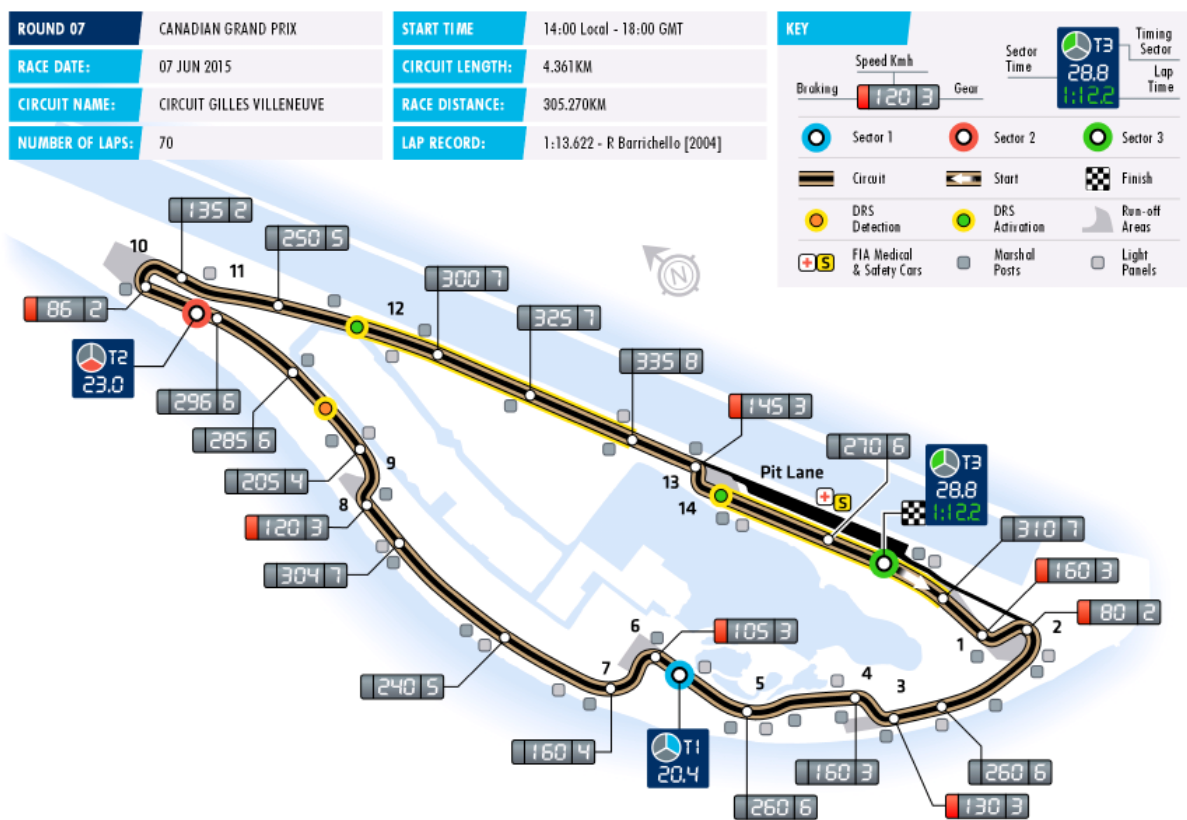 ROUND 07 CANADIAN GRAND PRIX
RACE DATE: 07 JUN 2015
CIRCUIT NAME: CIRCUIT GILLES VILLENEUVE
NUMBER OF LAPS: 70
START TIME 14:00 Local - 18:00 GMT
CIRCUIT LENGTH: 4.361KM
RACE DISTANCE: 305.270KM
LAP RECORD: 1:13.622 - R Barrichello [2004]
KEY
Speed Kmh
Braking 120 3 Gear
Sector Time
T3
28.8
1:12.2
Timing Sector
Lap Time
Sector 1
Sector 2
Sector 3
Circuit
Start
Finish
DRS Detection
DRS Activation
Run-off Areas
S
FIA Medical & Safety Cars
Marshal Posts
Light Panels
N
135 2
10
11
250 5
12
300 7
86 2
325 7
T2
23.0
335 8
296 6
145 3
285 6
270 6
205 4
9
13
Pit Lane
S
T3
28.8
1:12.2
8
14
120 3
310 7
304 7
160 3
80 2
6
105 3
1
2
7
5
4
3
240 5
160 4
T1
20.4
160 3
260 6
260 6
130 3